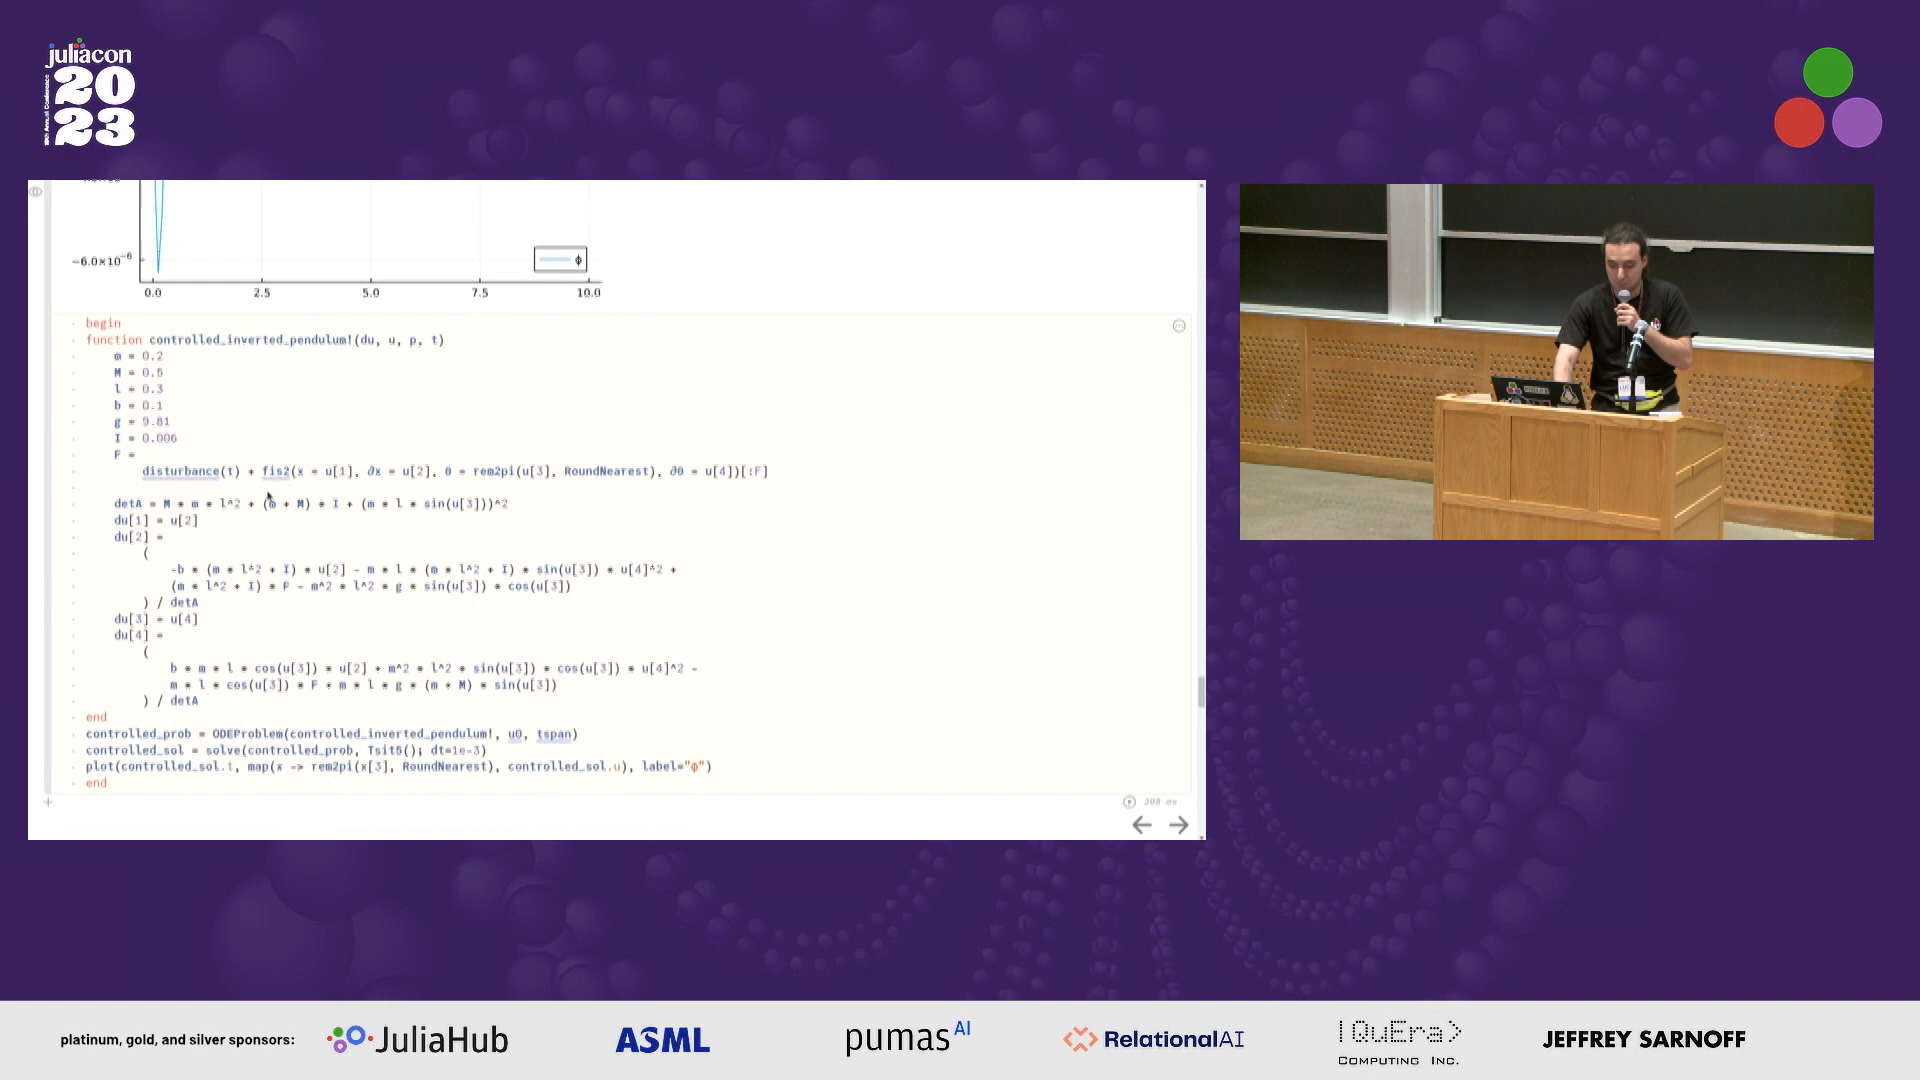 juliacon
2023
−6.0×10⁻⁶
ϕ
0.0 2.5 5.0 7.5 10.0
begin
function controlled_inverted_pendulum!(du, u, p, t)
m = 0.2
M = 0.5
l = 0.3
b = 0.1
g = 9.81
I = 0.006
F =
disturbance(t) + fis2(x = u[1], ∂x = u[2], θ = rem2pi(u[3], RoundNearest), ∂θ = u[4])[:F]
detA = M * m * l^2 + (m + M) * I + (m * l * sin(u[3]))^2
du[1] = u[2]
du[2] =
(
-b * (m * l^2 + I) * u[2] - m * l * (m * l^2 + I) * sin(u[3]) * u[4]^2 +
(m * l^2 + I) * F - m^2 * l^2 * g * sin(u[3]) * cos(u[3])
) / detA
du[3] = u[4]
du[4] =
(
b * m * l * cos(u[3]) * u[2] + m^2 * l^2 * sin(u[3]) * cos(u[3]) * u[4]^2 -
m * l * cos(u[3]) * F + m * l * g * (m + M) * sin(u[3])
) / detA
end
controlled_prob = ODEProblem(controlled_inverted_pendulum!, u0, tspan)
controlled_sol = solve(controlled_prob, Tsit5(); dt=1e-3)
plot(controlled_sol.t, map(x -> rem2pi(x[3], RoundNearest), controlled_sol.u), label="ϕ")
end
308 ms
platinum, gold, and silver sponsors:
JuliaHub
ASML
pumas AI
RelationalAI
|QuEra>
COMPUTING INC.
JEFFREY SARNOFF